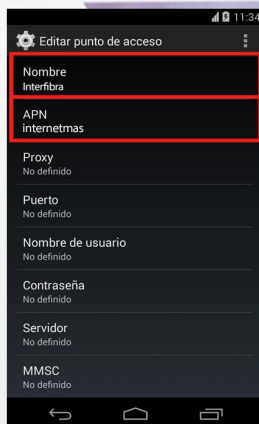 11:34
Editar punto de acceso
Nombre
Interfibra
APN
internetmas
Proxy
No definido
Puerto
No definido
Nombre de usuario
No definido
Contraseña
No definido
Servidor
No definido
MMSC
No definido